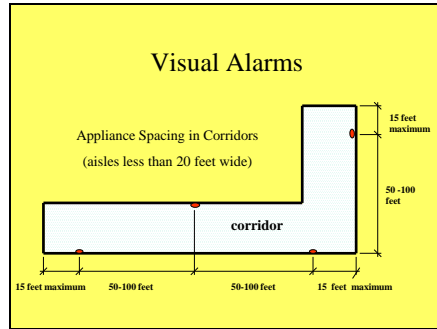 Visual Alarms
Appliance Spacing in Corridors
(aisles less than 20 feet wide)
15 feet
maximum
50 -100
feet
corridor
15 feet maximum
50-100 feet
50-100 feet
15 feet maximum